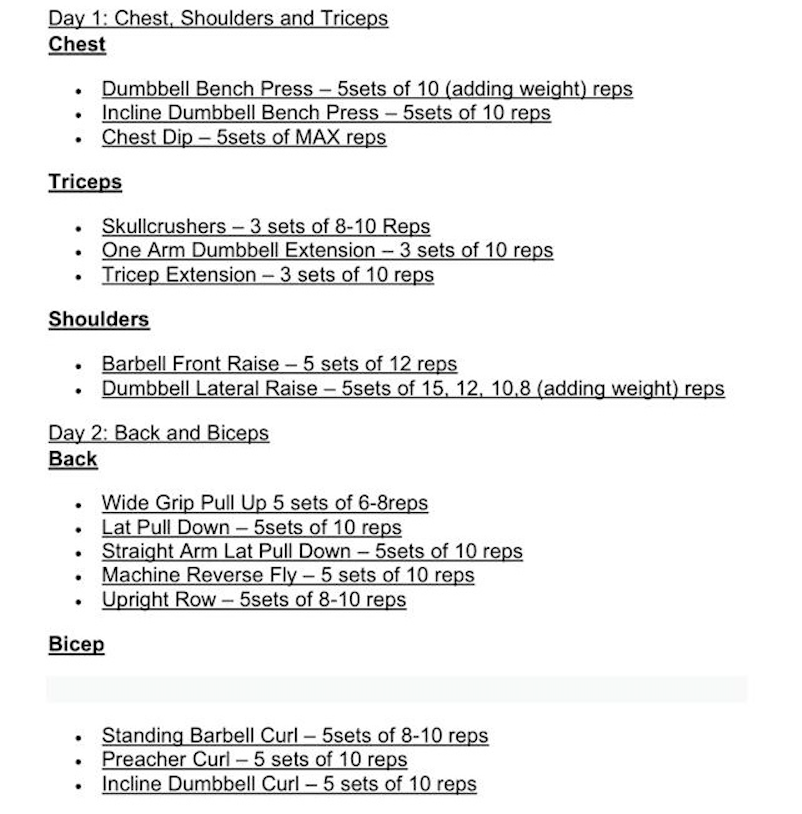 Day 1: Chest, Shoulders and Triceps
Chest
• Dumbbell Bench Press – 5sets of 10 (adding weight) reps
• Incline Dumbbell Bench Press – 5sets of 10 reps
• Chest Dip – 5sets of MAX reps
Triceps
• Skullcrushers – 3 sets of 8-10 Reps
• One Arm Dumbbell Extension – 3 sets of 10 reps
• Tricep Extension – 3 sets of 10 reps
Shoulders
• Barbell Front Raise – 5 sets of 12 reps
• Dumbbell Lateral Raise – 5sets of 15, 12, 10,8 (adding weight) reps
Day 2: Back and Biceps
Back
• Wide Grip Pull Up 5 sets of 6-8reps
• Lat Pull Down – 5sets of 10 reps
• Straight Arm Lat Pull Down – 5sets of 10 reps
• Machine Reverse Fly – 5 sets of 10 reps
• Upright Row – 5sets of 8-10 reps
Bicep
• Standing Barbell Curl – 5sets of 8-10 reps
• Preacher Curl – 5 sets of 10 reps
• Incline Dumbbell Curl – 5 sets of 10 reps